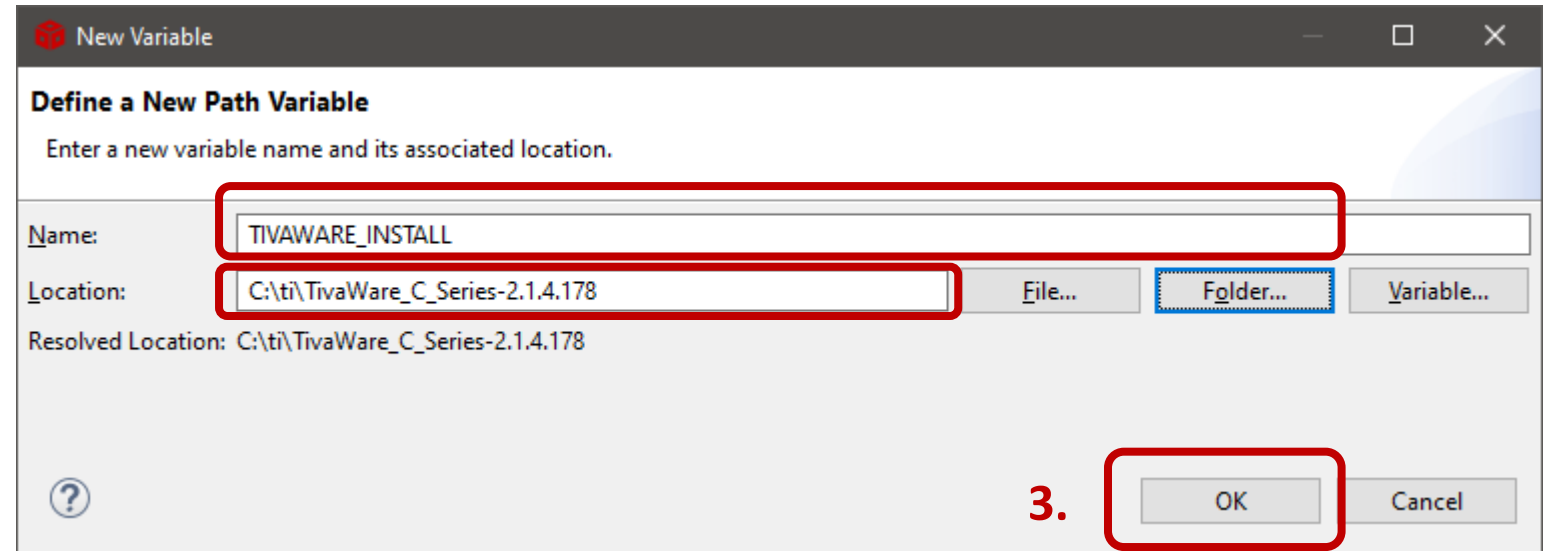 New Variable
Define a New Path Variable
Enter a new variable name and its associated location.
Name: TIVAWARE_INSTALL
Location: C:\ti\TivaWare_C_Series-2.1.4.178 File... Folder... Variable...
Resolved Location: C:\ti\TivaWare_C_Series-2.1.4.178
? 3. OK Cancel